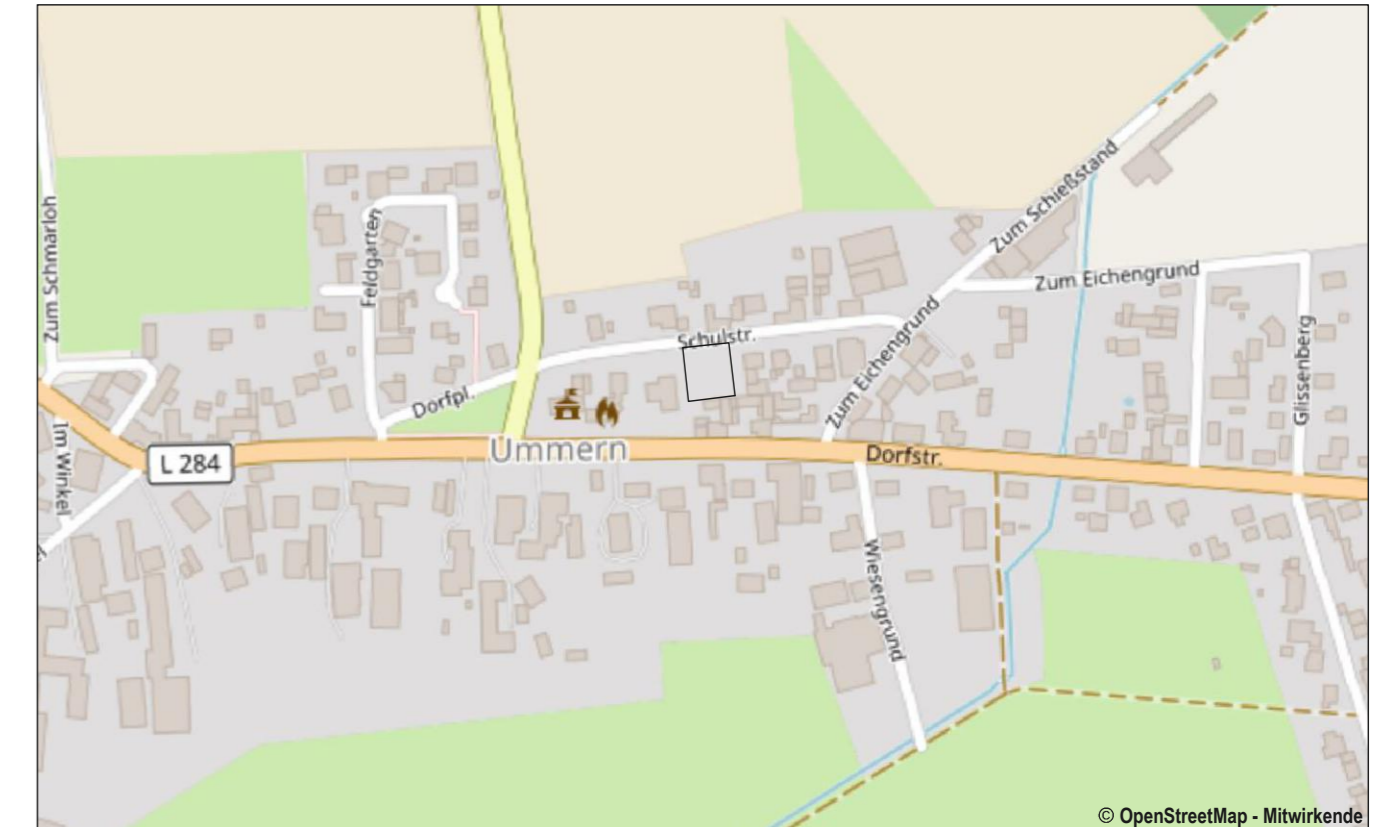 Zum Schießstand
Zum Schmarloh
Feldgarten
Zum Eichengrund
Schulstr.
Zum Eichengrund
Glissenberg
Dorfpl.
Ummern
Im Winkel
L 284
Dorfstr.
Wiesengrund
© OpenStreetMap - Mitwirkende